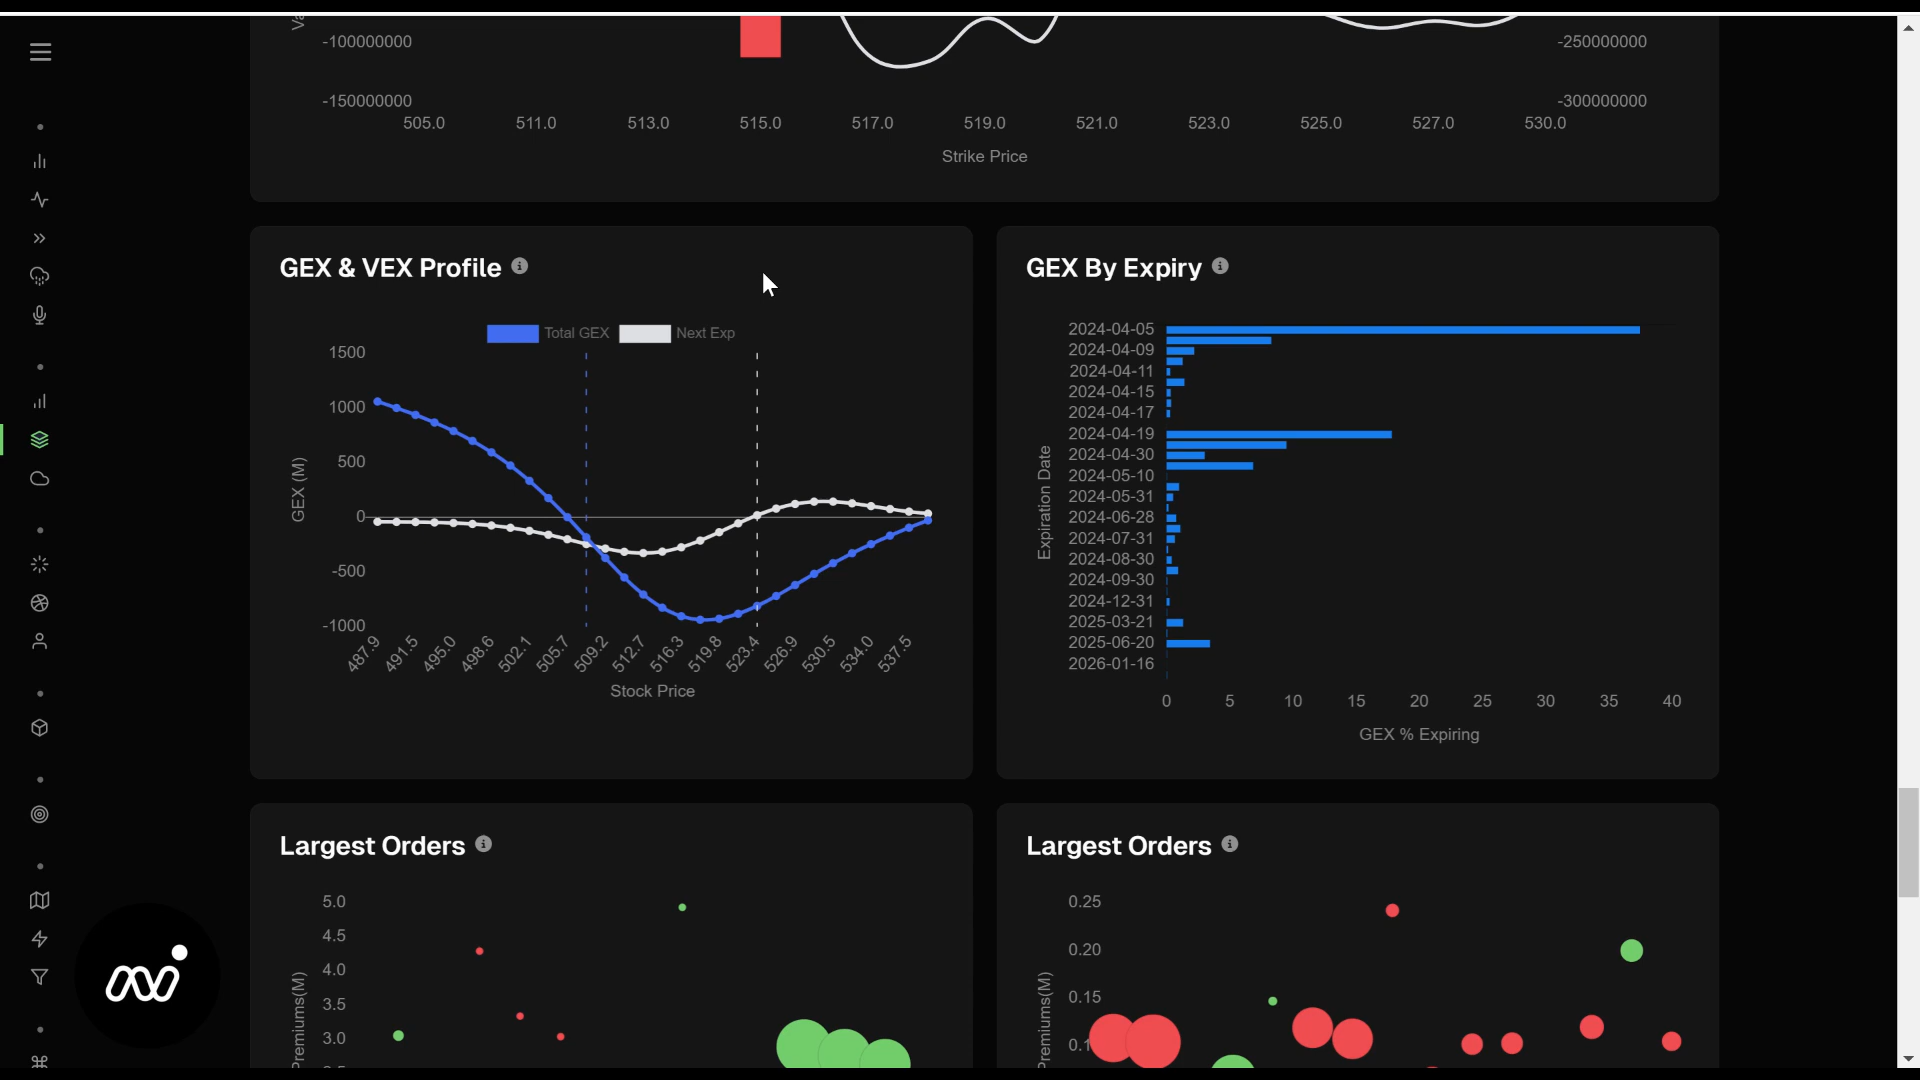 -100000000
-250000000
-150000000
-300000000
505.0 511.0 513.0 515.0 517.0 519.0 521.0 523.0 525.0 527.0 530.0
Strike Price
GEX & VEX Profile
Total GEX Next Exp
1500
1000
500
0
-500
-1000
GEX (M)
487.9 491.5 495.0 498.6 502.1 505.7 509.2 512.7 516.3 519.8 523.4 526.9 530.5 534.0 537.5
Stock Price
GEX By Expiry
Expiration Date
2024-04-05
2024-04-09
2024-04-11
2024-04-15
2024-04-17
2024-04-19
2024-04-30
2024-05-10
2024-05-31
2024-06-28
2024-07-31
2024-08-30
2024-09-30
2024-12-31
2025-03-21
2025-06-20
2026-01-16
0 5 10 15 20 25 30 35 40
GEX % Expiring
Largest Orders
5.0
4.5
4.0
3.5
3.0
Premiums(M)
Largest Orders
0.25
0.20
0.15
Premiums(M)